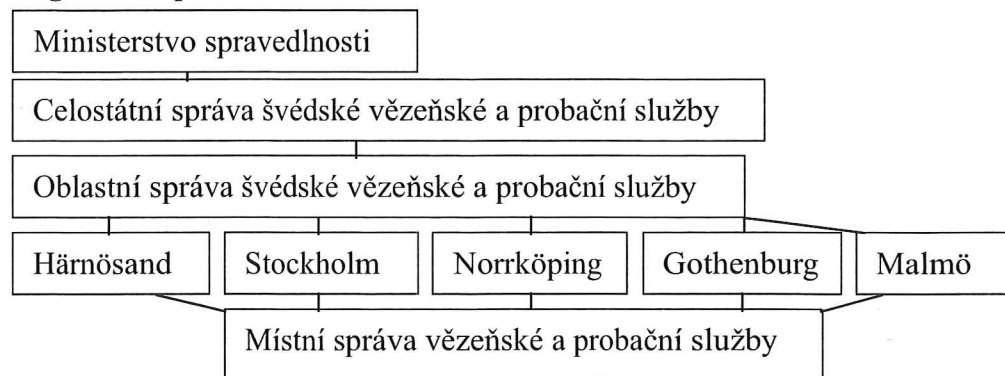 Ministerstvo spravedlnosti
Celostátní správa švédské vězeňské a probační služby
Oblastní správa švédské vězeňské a probační služby
Härnösand Stockholm Norrköping Gothenburg Malmö
Místní správa vězeňské a probační služby